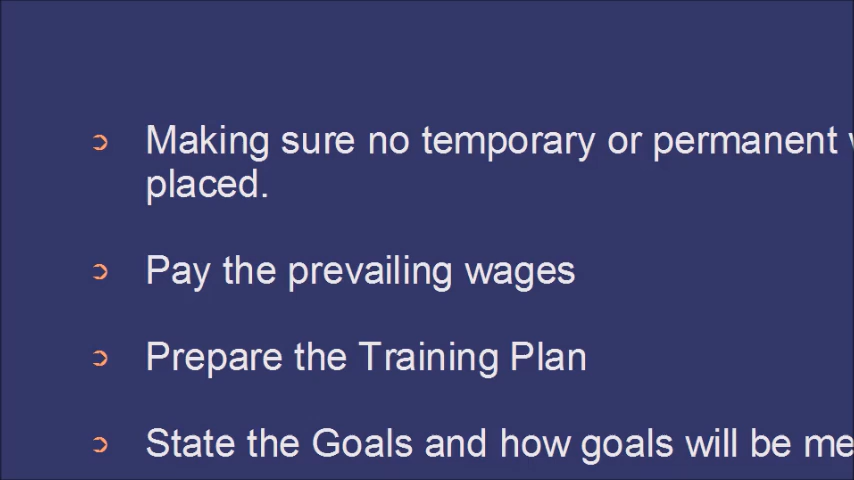 Making sure no temporary or permanent
placed.
Pay the prevailing wages
Prepare the Training Plan
State the Goals and how goals will be